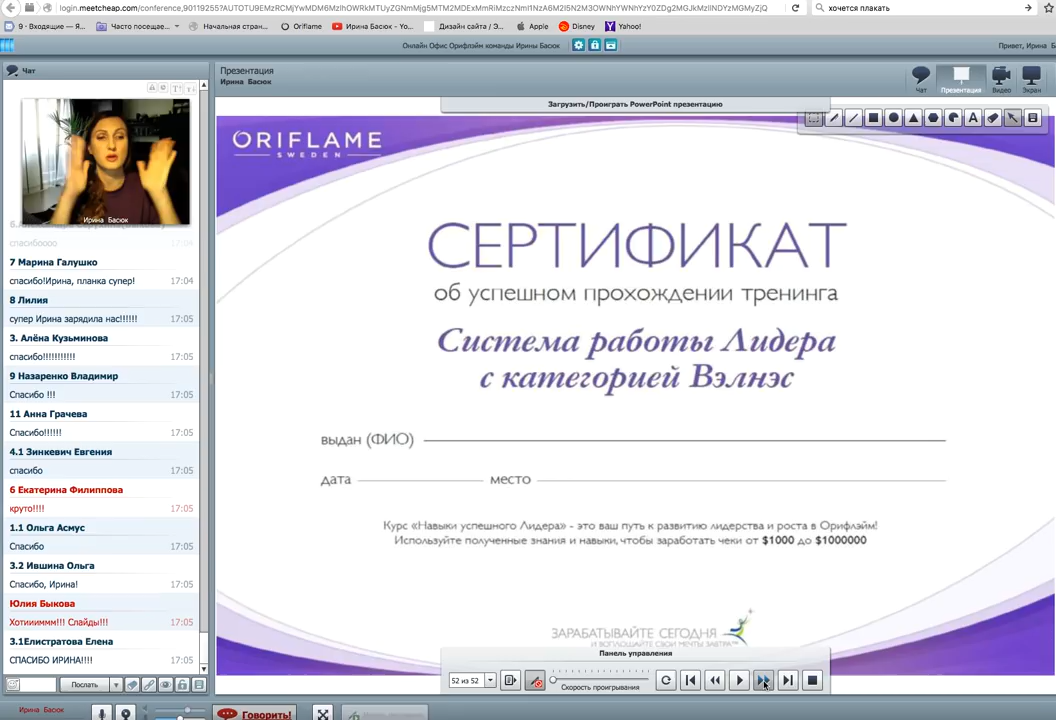 хочется плакать
9 - Входящие — Я...
Часто посещае...
Начальная стран...
Oriflame
Ирина Басюк - Yo...
Дизайн сайта / Э...
Apple
Disney
Yahoo!
Онлайн Офис Орифлэйм команды Ирины Басюк
Привет, Ирина Б
Чат
Ирина Басюк
спасибоооо 17:04
7 Марина Галушко
спасибо!Ирина, планка супер! 17:04
8 Лилия
супер Ирина зарядила нас!!!!!! 17:05
3. Алёна Кузьминова
спасибо!!!!!!!!!!! 17:05
9 Назаренко Владимир
Спасибо !!! 17:05
11 Анна Грачева
Спасибо!!!!!! 17:05
4.1 Зинкевич Евгения
спасибо 17:05
6 Екатерина Филиппова
круто!!!! 17:05
1.1 Ольга Асмус
Спасибо 17:05
3.2 Ившина Ольга
Спасибо, Ирина! 17:05
Юлия Быкова
Хотииимммм!!! Слайды!!! 17:05
3.1Елистратова Елена
СПАСИБО ИРИНА!!!! 17:05
Послать
Ирина Басюк
Говорить!
Презентация
Ирина Басюк
Чат
Презентация
Видео
Экран
Загрузить/Проиграть PowerPoint презентацию
ORIFLAME
SWEDEN
СЕРТИФИКАТ
об успешном прохождении тренинга
Система работы Лидера
с категорией Вэлнэс
выдан (ФИО)
дата место
Курс «Навыки успешного Лидера» - это ваш путь к развитию лидерства и роста в Орифлэйм!
Используйте полученные знания и навыки, чтобы заработать чеки от $1000 до $1000000
ЗАРАБАТЫВАЙТЕ СЕГОДНЯ
И ВОПЛОЩАЙТЕ СВОИ МЕЧТЫ ЗАВТРА™
Панель управления
52 из 52
Скорость проигрывания